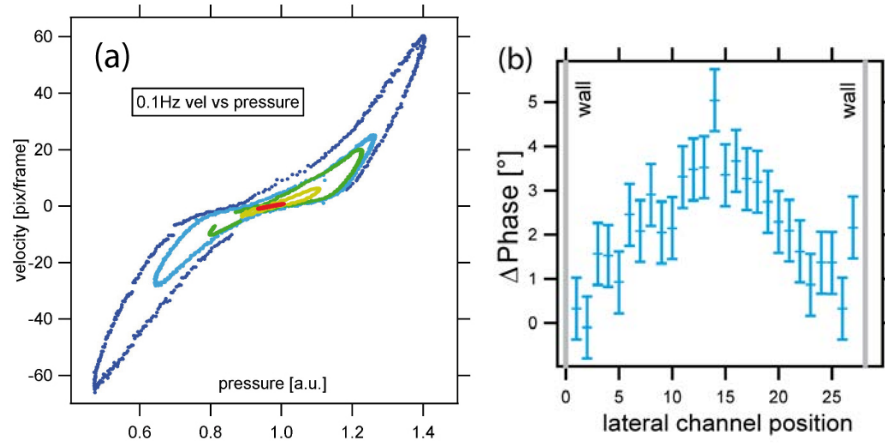 (a)
0.1Hz vel vs pressure
velocity [pix/frame]
60
40
20
0
-20
-40
-60
pressure [a.u.]
0.6 0.8 1.0 1.2 1.4
(b)
wall
wall
Δ Phase [°]
5
4
3
2
1
0
0 5 10 15 20 25
lateral channel position